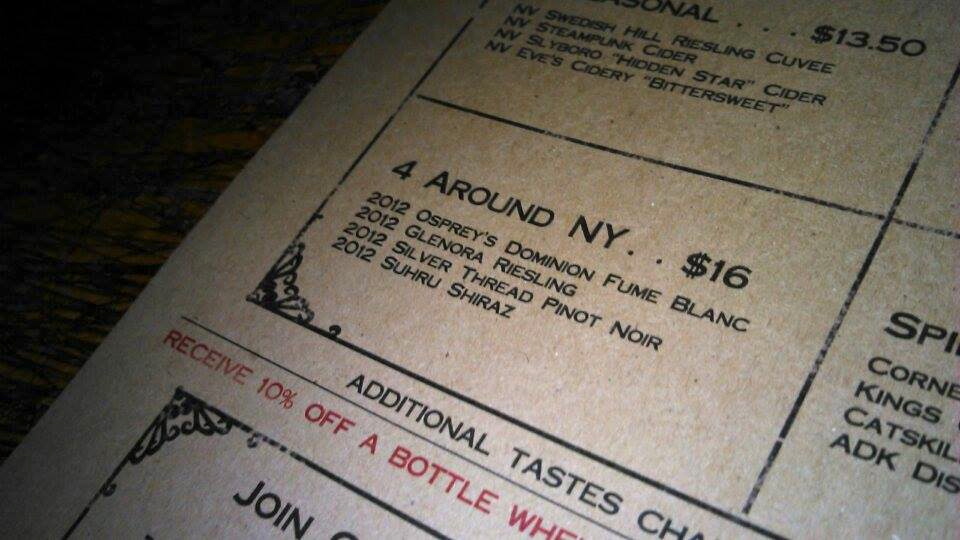 $13.50
NV Swedish Hill Riesling Cuvee
NV Steampunk Cider
NV Slyboro "Hidden Star" Cider
NV Eve's Cidery "Bittersweet"
4 Around NY. . . $16
2012 Osprey's Dominion Fume Blanc
2012 Glenora Riesling
2012 Silver Thread Pinot Noir
2012 Suhru Shiraz
Additional Tastes
Receive 10% off a bottle
Join
Kings
ADK